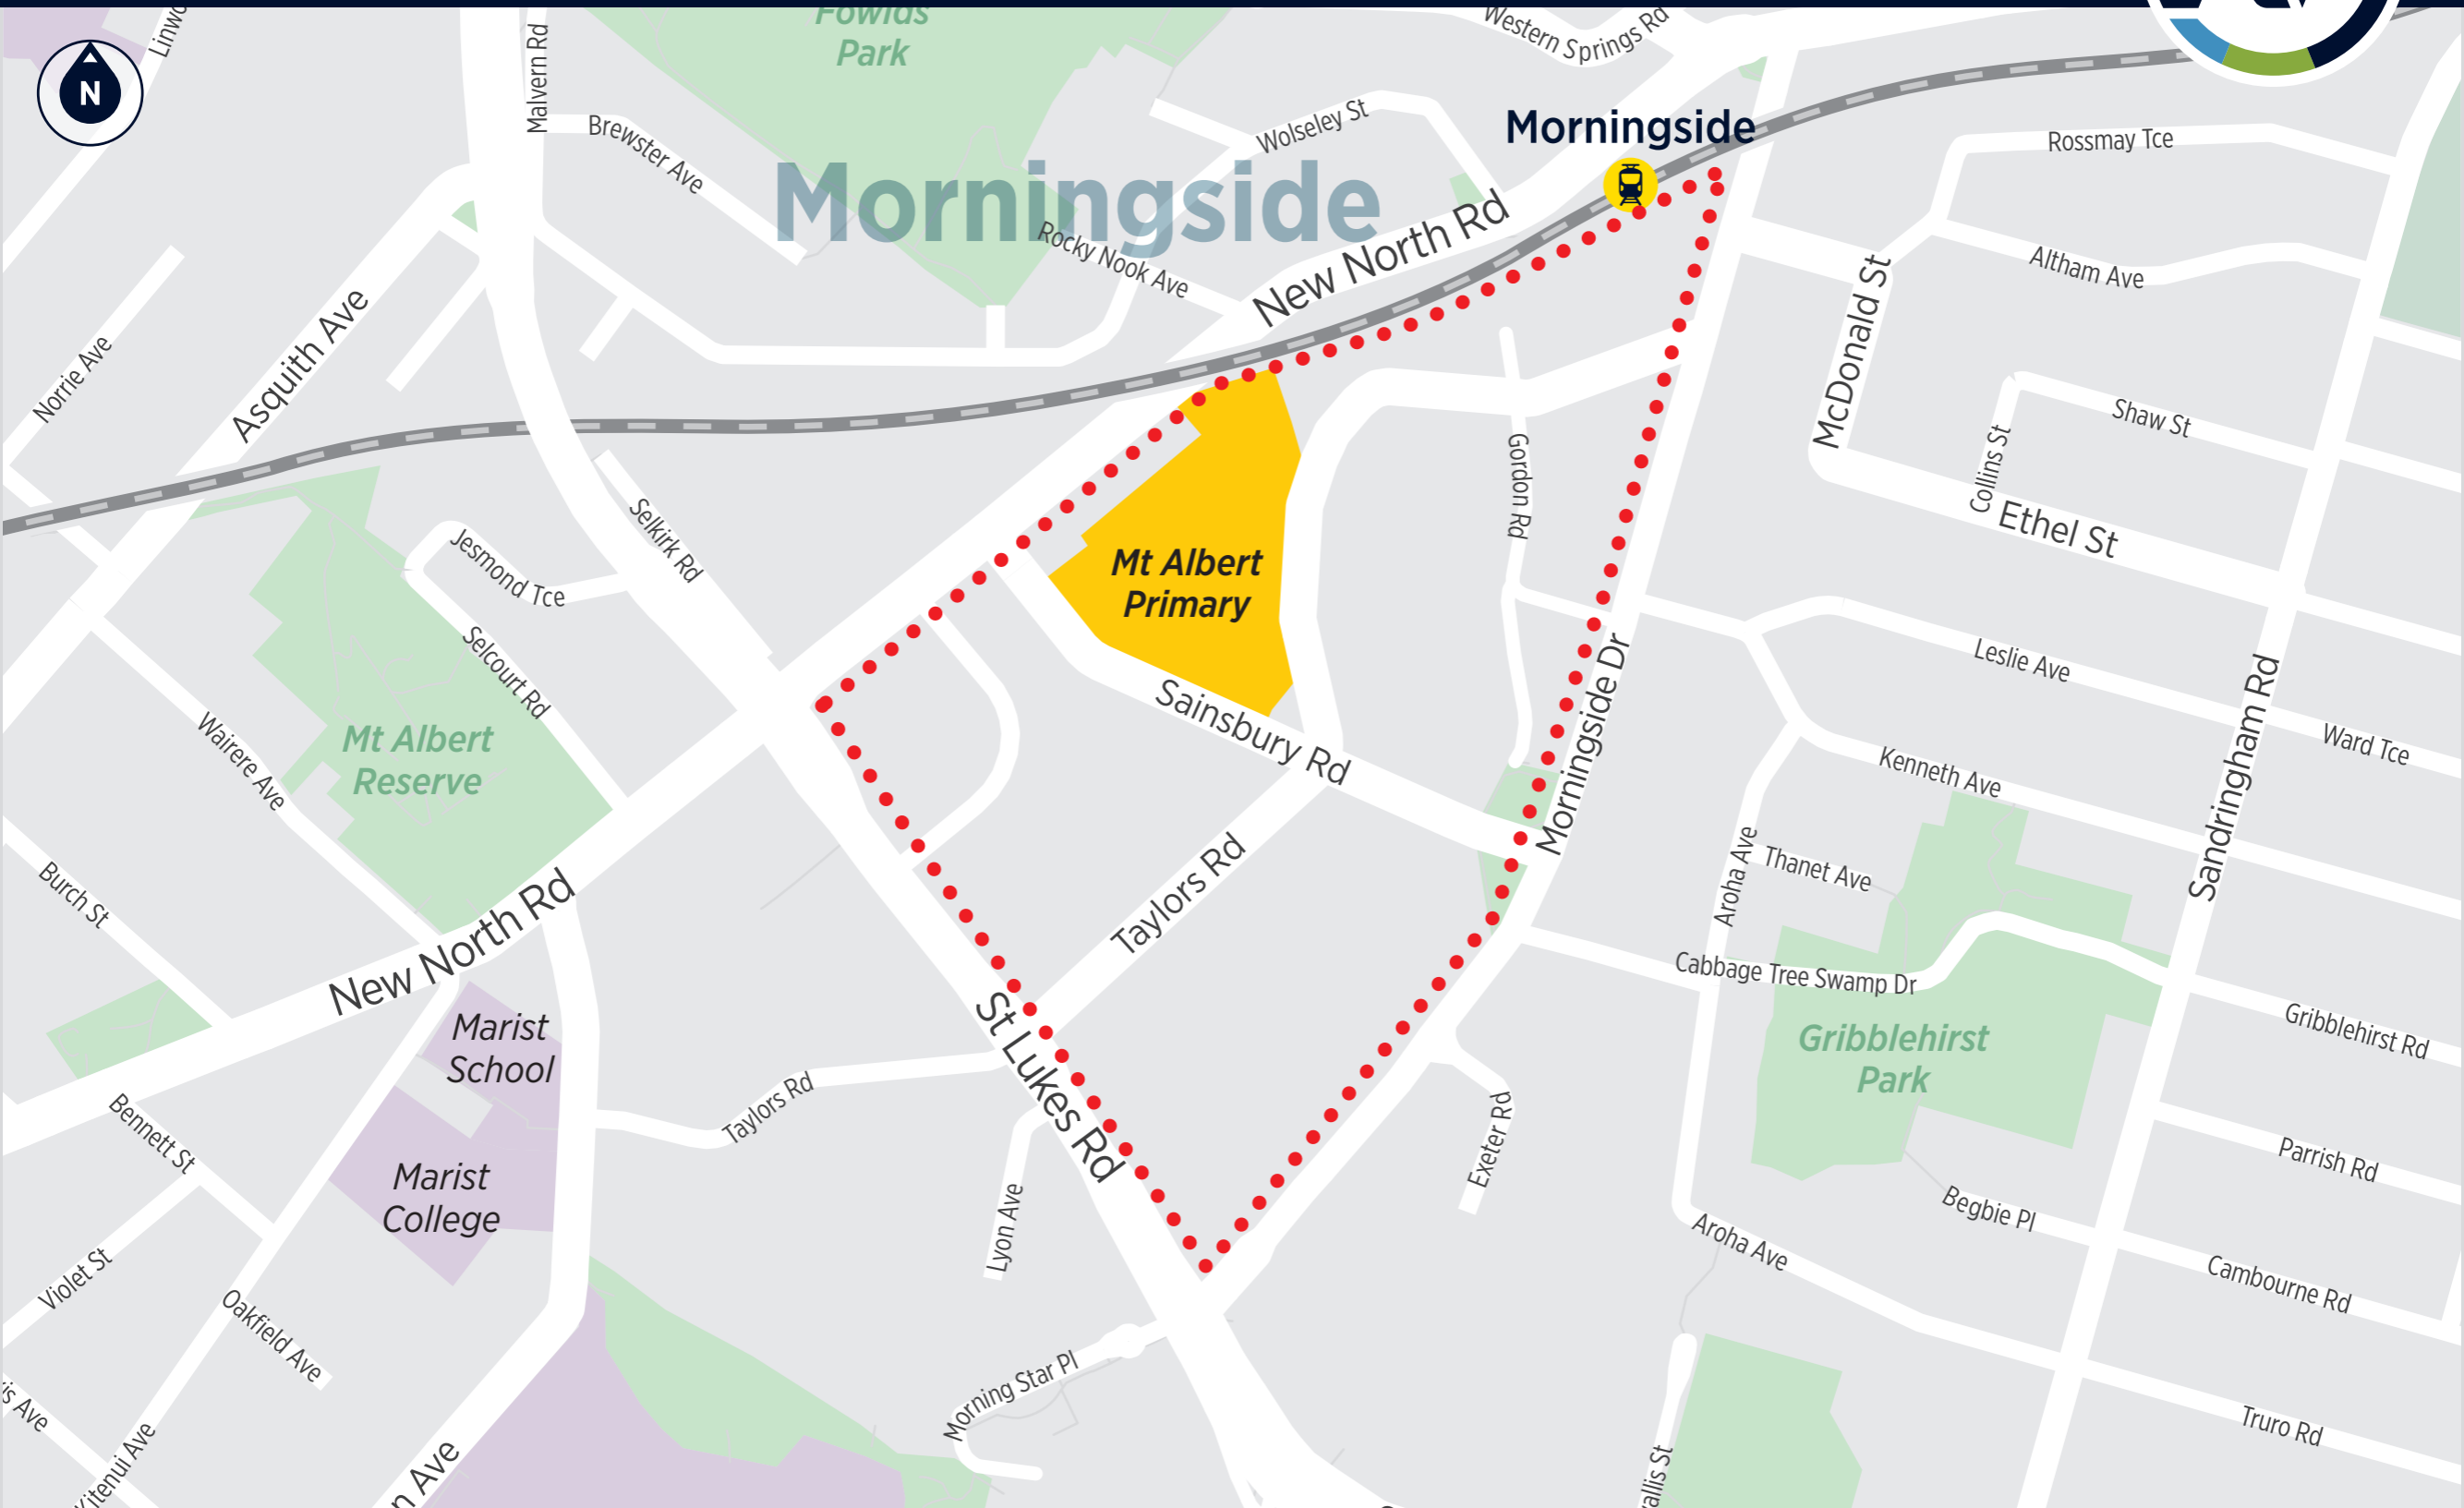 Fowlds
Park
Western Springs Rd
Malvern Rd
N
Brewster Ave
Wolseley St
Morningside
Rossmay Tce
Morningside
Rocky Nook Ave
New North Rd
Altham Ave
McDonald St
Asquith Ave
Norrie Ave
Shaw St
Collins St
Gordon Rd
Ethel St
Selkirk Rd
Jesmond Tce
Mt Albert
Primary
Selcourt Rd
Leslie Ave
Ward Tce
Sainsbury Rd
Morningside Dr
Sandringham Rd
Wairere Ave
Mt Albert
Reserve
Kenneth Ave
Thanet Ave
Aroha Ave
Taylors Rd
Burch St
New North Rd
Cabbage Tree Swamp Dr
Gribblehirst Rd
Marist
School
St Lukes Rd
Gribblehirst
Park
Taylors Rd
Bennett St
Exeter Rd
Parrish Rd
Marist
College
Lyon Ave
Begbie Pl
Aroha Ave
Cambourne Rd
Violet St
Oakfield Ave
Morning Star Pl
Truro Rd
Kitenui Ave